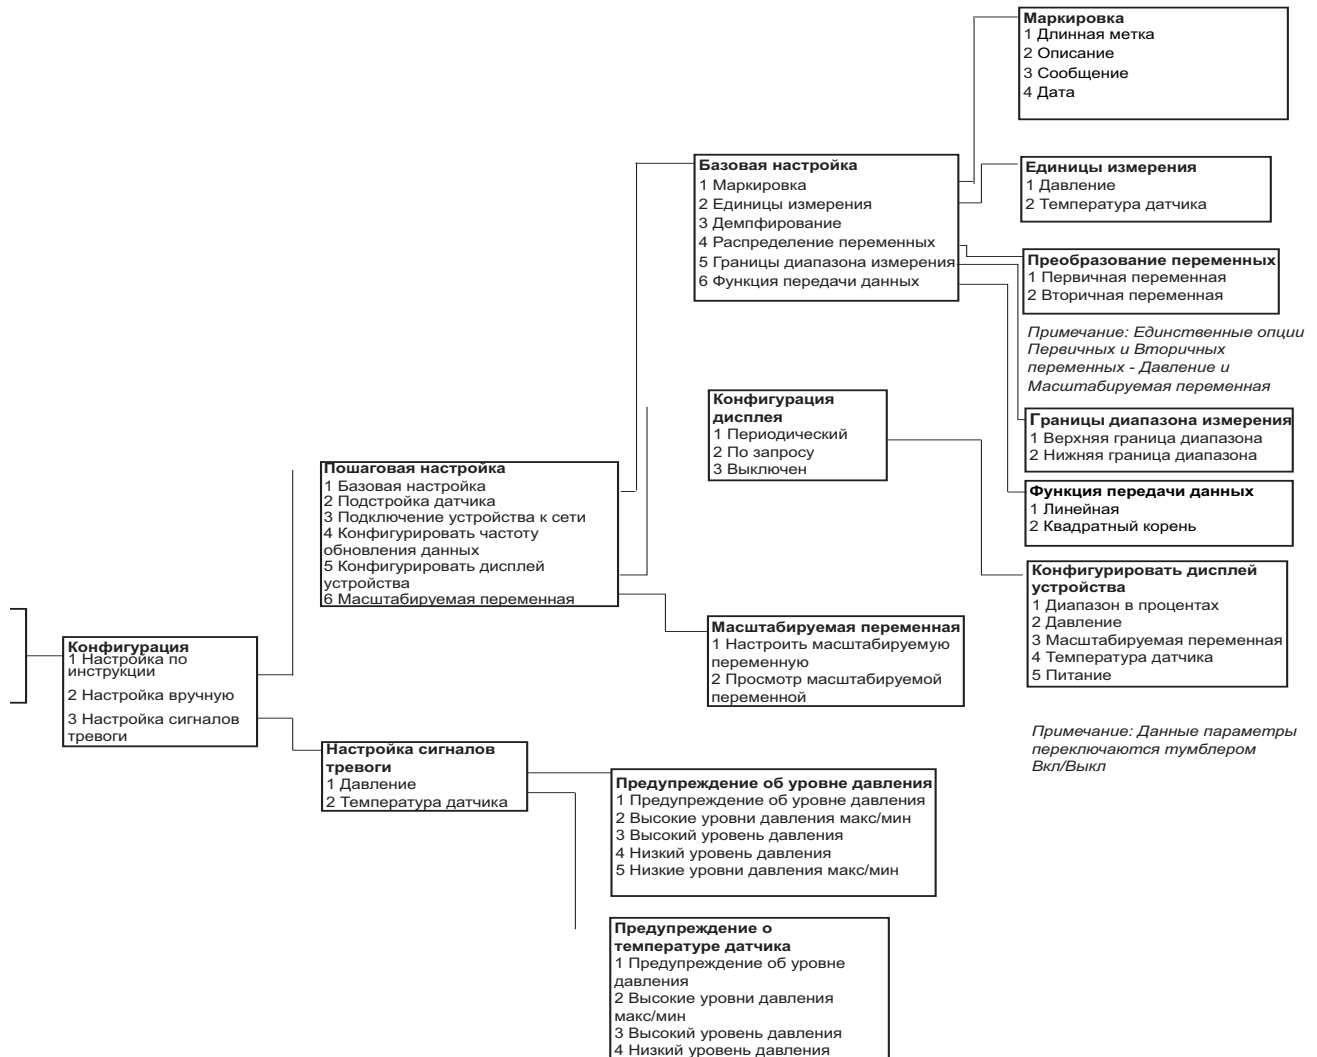 Маркировка
1 Длинная метка
2 Описание
3 Сообщение
4 Дата
Базовая настройка
1 Маркировка
2 Единицы измерения
3 Демпфирование
4 Распределение переменных
5 Границы диапазона измерения
6 Функция передачи данных
Единицы измерения
1 Давление
2 Температура датчика
Преобразование переменных
1 Первичная переменная
2 Вторичная переменная
Примечание: Единственные опции
Первичных и Вторичных
переменных - Давление и
Масштабируемая переменная
Конфигурация
дисплея
1 Периодический
2 По запросу
3 Выключен
Границы диапазона измерения
1 Верхняя граница диапазона
2 Нижняя граница диапазона
Пошаговая настройка
1 Базовая настройка
2 Подстройка датчика
3 Подключение устройства к сети
4 Конфигурировать частоту
обновления данных
5 Конфигурировать дисплей
устройства
6 Масштабируемая переменная
Функция передачи данных
1 Линейная
2 Квадратный корень
Конфигурировать дисплей
устройства
1 Диапазон в процентах
2 Давление
3 Масштабируемая переменная
4 Температура датчика
5 Питание
Масштабируемая переменная
1 Настроить масштабируемую
переменную
2 Просмотр масштабируемой
переменной
Конфигурация
1 Настройка по
инструкции
2 Настройка вручную
3 Настройка сигналов
тревоги
Примечание: Данные параметры
переключаются тумблером
Вкл/Выкл
Настройка сигналов
тревоги
1 Давление
2 Температура датчика
Предупреждение об уровне давления
1 Предупреждение об уровне давления
2 Высокие уровни давления макс/мин
3 Высокий уровень давления
4 Низкий уровень давления
5 Низкие уровни давления макс/мин
Предупреждение о
температуре датчика
1 Предупреждение об уровне
давления
2 Высокие уровни давления
макс/мин
3 Высокий уровень давления
4 Низкий уровень давления